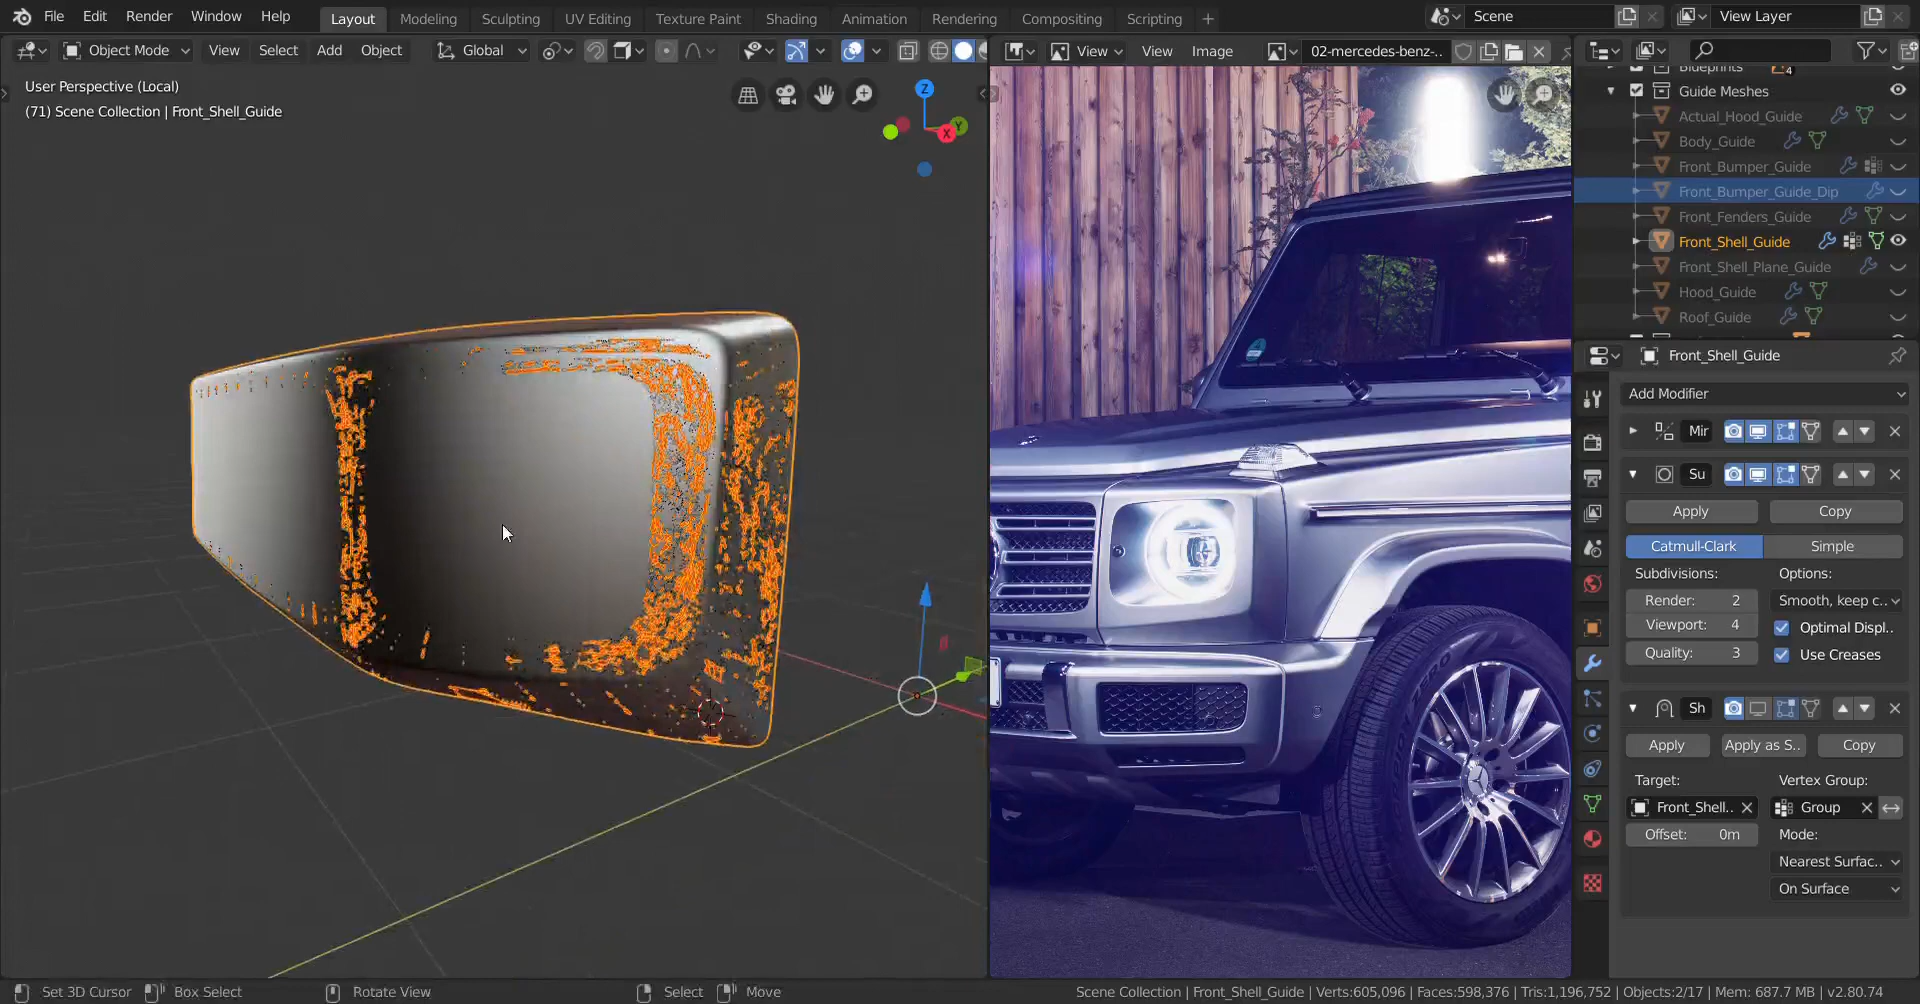 File Edit Render Window Help
Layout Modeling Sculpting UV Editing Texture Paint Shading Animation Rendering Compositing Scripting +
Scene
View Layer
Object Mode View Select Add Object
Global
View View Image
02-mercedes-benz-..
User Perspective (Local)
(71) Scene Collection | Front_Shell_Guide
Z
Y
X
Blueprints 4
Guide Meshes
Actual_Hood_Guide
Body_Guide
Front_Bumper_Guide
Front_Bumper_Guide_Dip
Front_Fenders_Guide
Front_Shell_Guide
Front_Shell_Plane_Guide
Hood_Guide
Roof_Guide
Front_Shell_Guide
Add Modifier
Mir
Su
Apply Copy
Catmull-Clark Simple
Subdivisions: Options:
Render: 2 Smooth, keep c..
Viewport: 4 Optimal Displ..
Quality: 3 Use Creases
Sh
Apply Apply as S.. Copy
Target: Vertex Group:
Front_Shell.. Group
Offset: 0m Mode:
Nearest Surfac..
On Surface
Set 3D Cursor Box Select Rotate View Select Move
Scene Collection | Front_Shell_Guide | Verts:605,096 | Faces:598,376 | Tris:1,196,752 | Objects:2/17 | Mem: 687.7 MB | v2.80.74